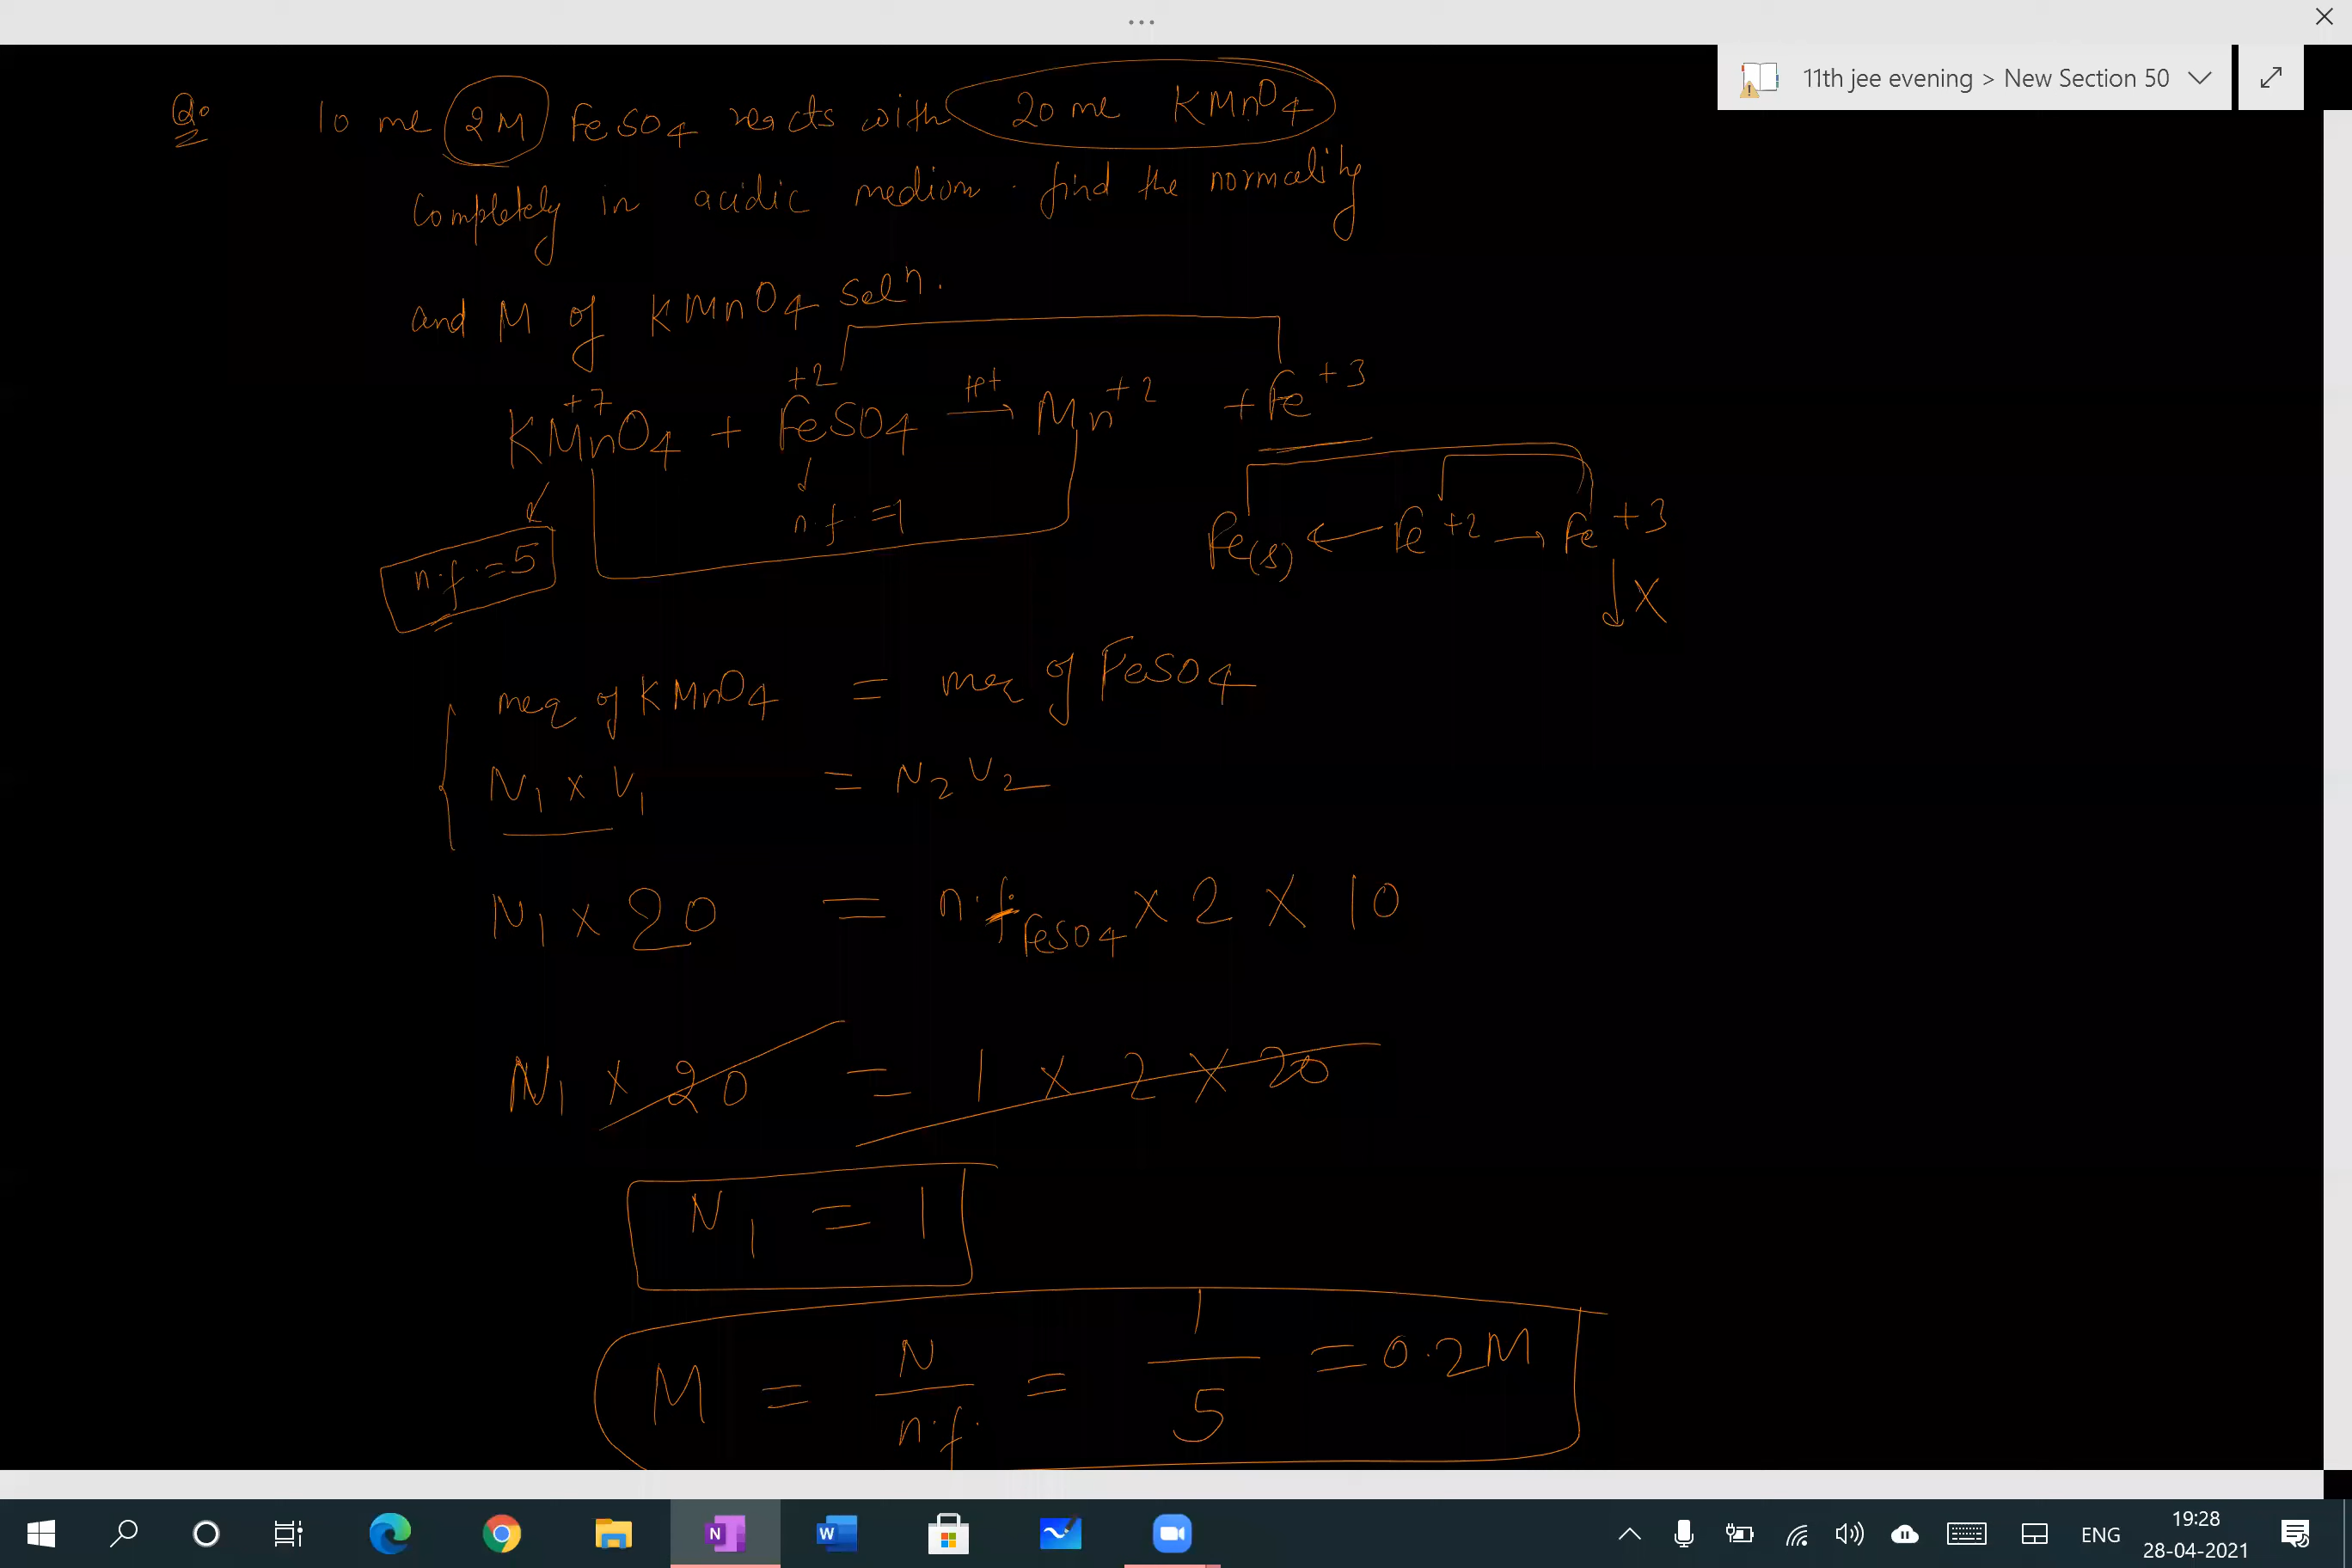 11th jee evening > New Section 50
Q. 10 ml 2M FeSO4 reacts with 20 ml KMnO4
Completely in acidic medium. find the normality
and M of KMnO4 Solⁿ.
+7 +2
KMnO4 + FeSO4 H+ → Mn+2 + Fe+3
n.f. = 1
n.f. = 5
Fe(s) ← Fe+2 → Fe+3
↓ X
meq of KMnO4 = meq of FeSO4
N1 x V1 = N2 V2
N1 x 20 = n.f. FeSO4 x 2 x 10
N1 x 20 = 1 x 2 x 20
N1 = 1
M = N/n.f. = 1/5 = 0.2 M
ENG
19:28
28-04-2021